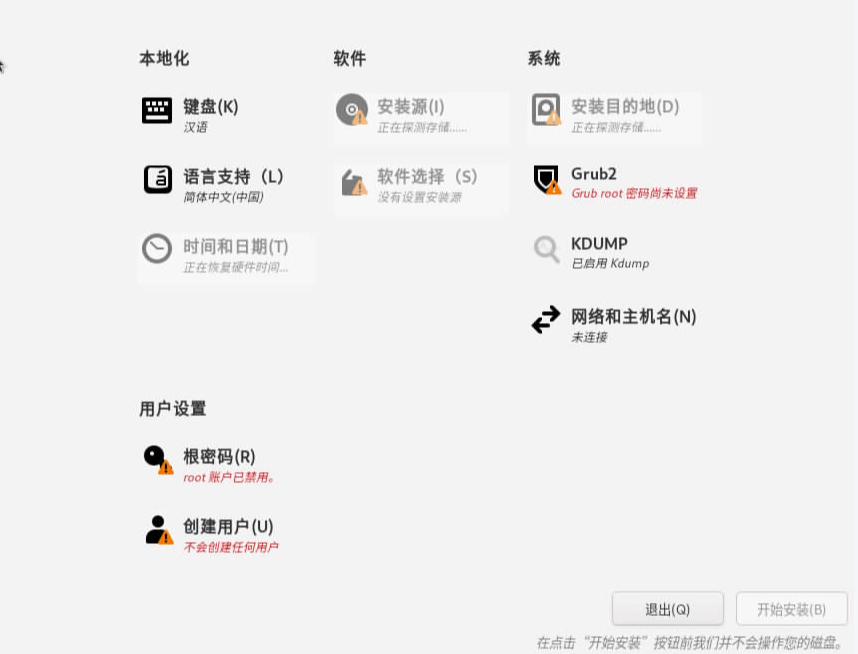 本地化
软件
系统
键盘(K)
汉语
安装源(I)
正在探测存储......
安装目的地(D)
正在探测存储......
语言支持（L）
简体中文(中国)
软件选择（S）
没有设置安装源
Grub2
Grub root 密码尚未设置
时间和日期(T)
正在恢复硬件时间...
KDUMP
已启用 Kdump
网络和主机名(N)
未连接
用户设置
根密码(R)
root 账户已禁用。
创建用户(U)
不会创建任何用户
退出(Q)
开始安装(B)
在点击“开始安装”按钮前我们并不会操作您的磁盘。